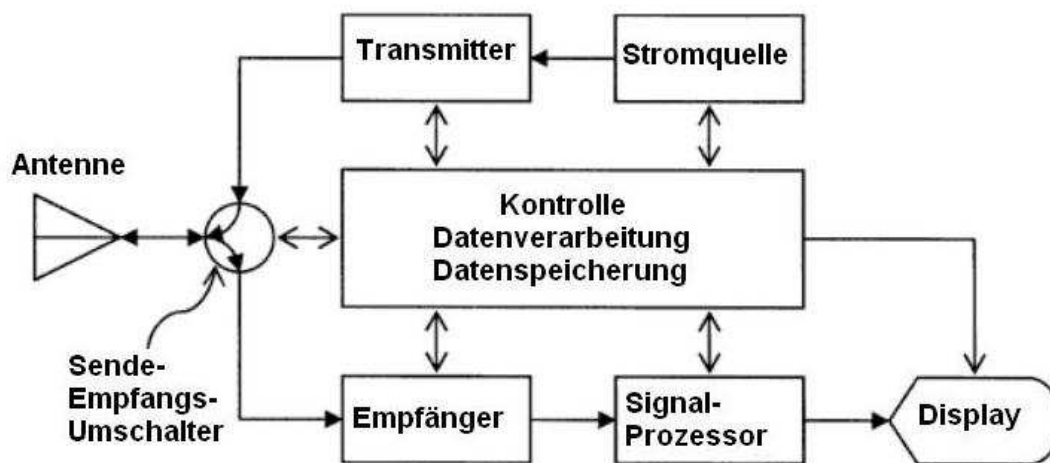 Transmitter
Stromquelle
Antenne
Kontrolle
Datenverarbeitung
Datenspeicherung
Sende-
Empfangs-
Umschalter
Empfänger
Signal-
Prozessor
Display